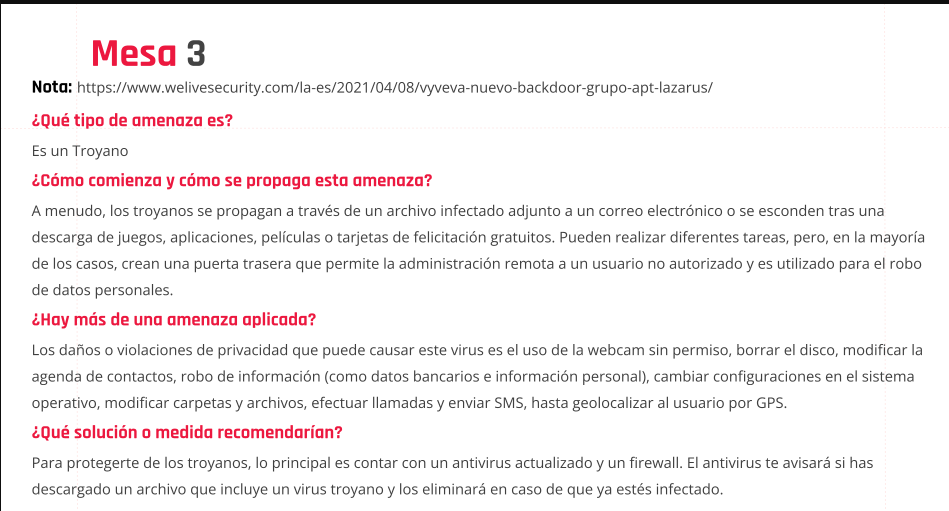 Mesa 3
Nota: https://www.welivesecurity.com/la-es/2021/04/08/vyveva-nuevo-backdoor-grupo-apt-lazarus/
¿Qué tipo de amenaza es?
Es un Troyano
¿Cómo comienza y cómo se propaga esta amenaza?
A menudo, los troyanos se propagan a través de un archivo infectado adjunto a un correo electrónico o se esconden tras una
descarga de juegos, aplicaciones, películas o tarjetas de felicitación gratuitos. Pueden realizar diferentes tareas, pero, en la mayoría
de los casos, crean una puerta trasera que permite la administración remota a un usuario no autorizado y es utilizado para el robo
de datos personales.
¿Hay más de una amenaza aplicada?
Los daños o violaciones de privacidad que puede causar este virus es el uso de la webcam sin permiso, borrar el disco, modificar la
agenda de contactos, robo de información (como datos bancarios e información personal), cambiar configuraciones en el sistema
operativo, modificar carpetas y archivos, efectuar llamadas y enviar SMS, hasta geolocalizar al usuario por GPS.
¿Qué solución o medida recomendarían?
Para protegerte de los troyanos, lo principal es contar con un antivirus actualizado y un firewall. El antivirus te avisará si has
descargado un archivo que incluye un virus troyano y los eliminará en caso de que ya estés infectado.